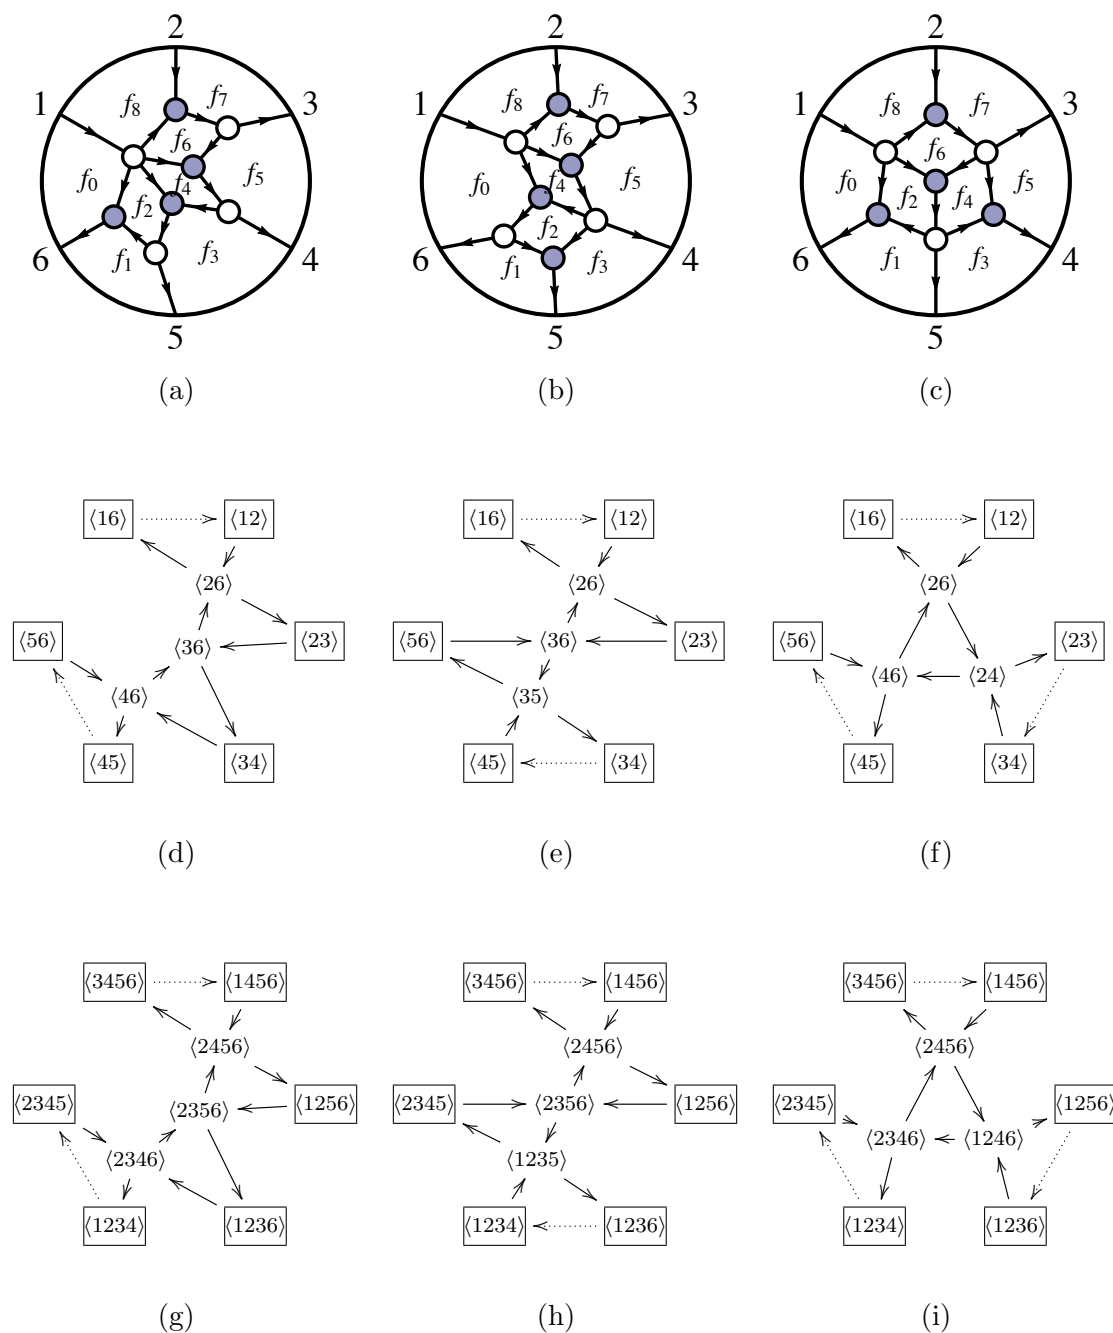 2 2 2
1 f8 f7 3 1 f8 f7 3 1 f8 f7 3
f6 f6 f6
f0 f4 f5 f0 f4 f5 f0 f2 f4 f5
f2 f2
6 f1 f3 4 6 f1 f3 4 6 f1 f3 4
5 5 5
(a) (b) (c)
⟨16⟩ ⟨12⟩ ⟨16⟩ ⟨12⟩ ⟨16⟩ ⟨12⟩
⟨26⟩ ⟨26⟩ ⟨26⟩
⟨56⟩ ⟨36⟩ ⟨23⟩ ⟨56⟩ ⟨36⟩ ⟨23⟩ ⟨56⟩ ⟨23⟩
⟨46⟩ ⟨35⟩ ⟨46⟩ ⟨24⟩
⟨45⟩ ⟨34⟩ ⟨45⟩ ⟨34⟩ ⟨45⟩ ⟨34⟩
(d) (e) (f)
⟨3456⟩ ⟨1456⟩ ⟨3456⟩ ⟨1456⟩ ⟨3456⟩ ⟨1456⟩
⟨2456⟩ ⟨2456⟩ ⟨2456⟩
⟨2345⟩ ⟨2356⟩ ⟨1256⟩ ⟨2345⟩ ⟨2356⟩ ⟨1256⟩ ⟨2345⟩ ⟨1256⟩
⟨2346⟩ ⟨1235⟩ ⟨2346⟩ ⟨1246⟩
⟨1234⟩ ⟨1236⟩ ⟨1234⟩ ⟨1236⟩ ⟨1234⟩ ⟨1236⟩
(g) (h) (i)